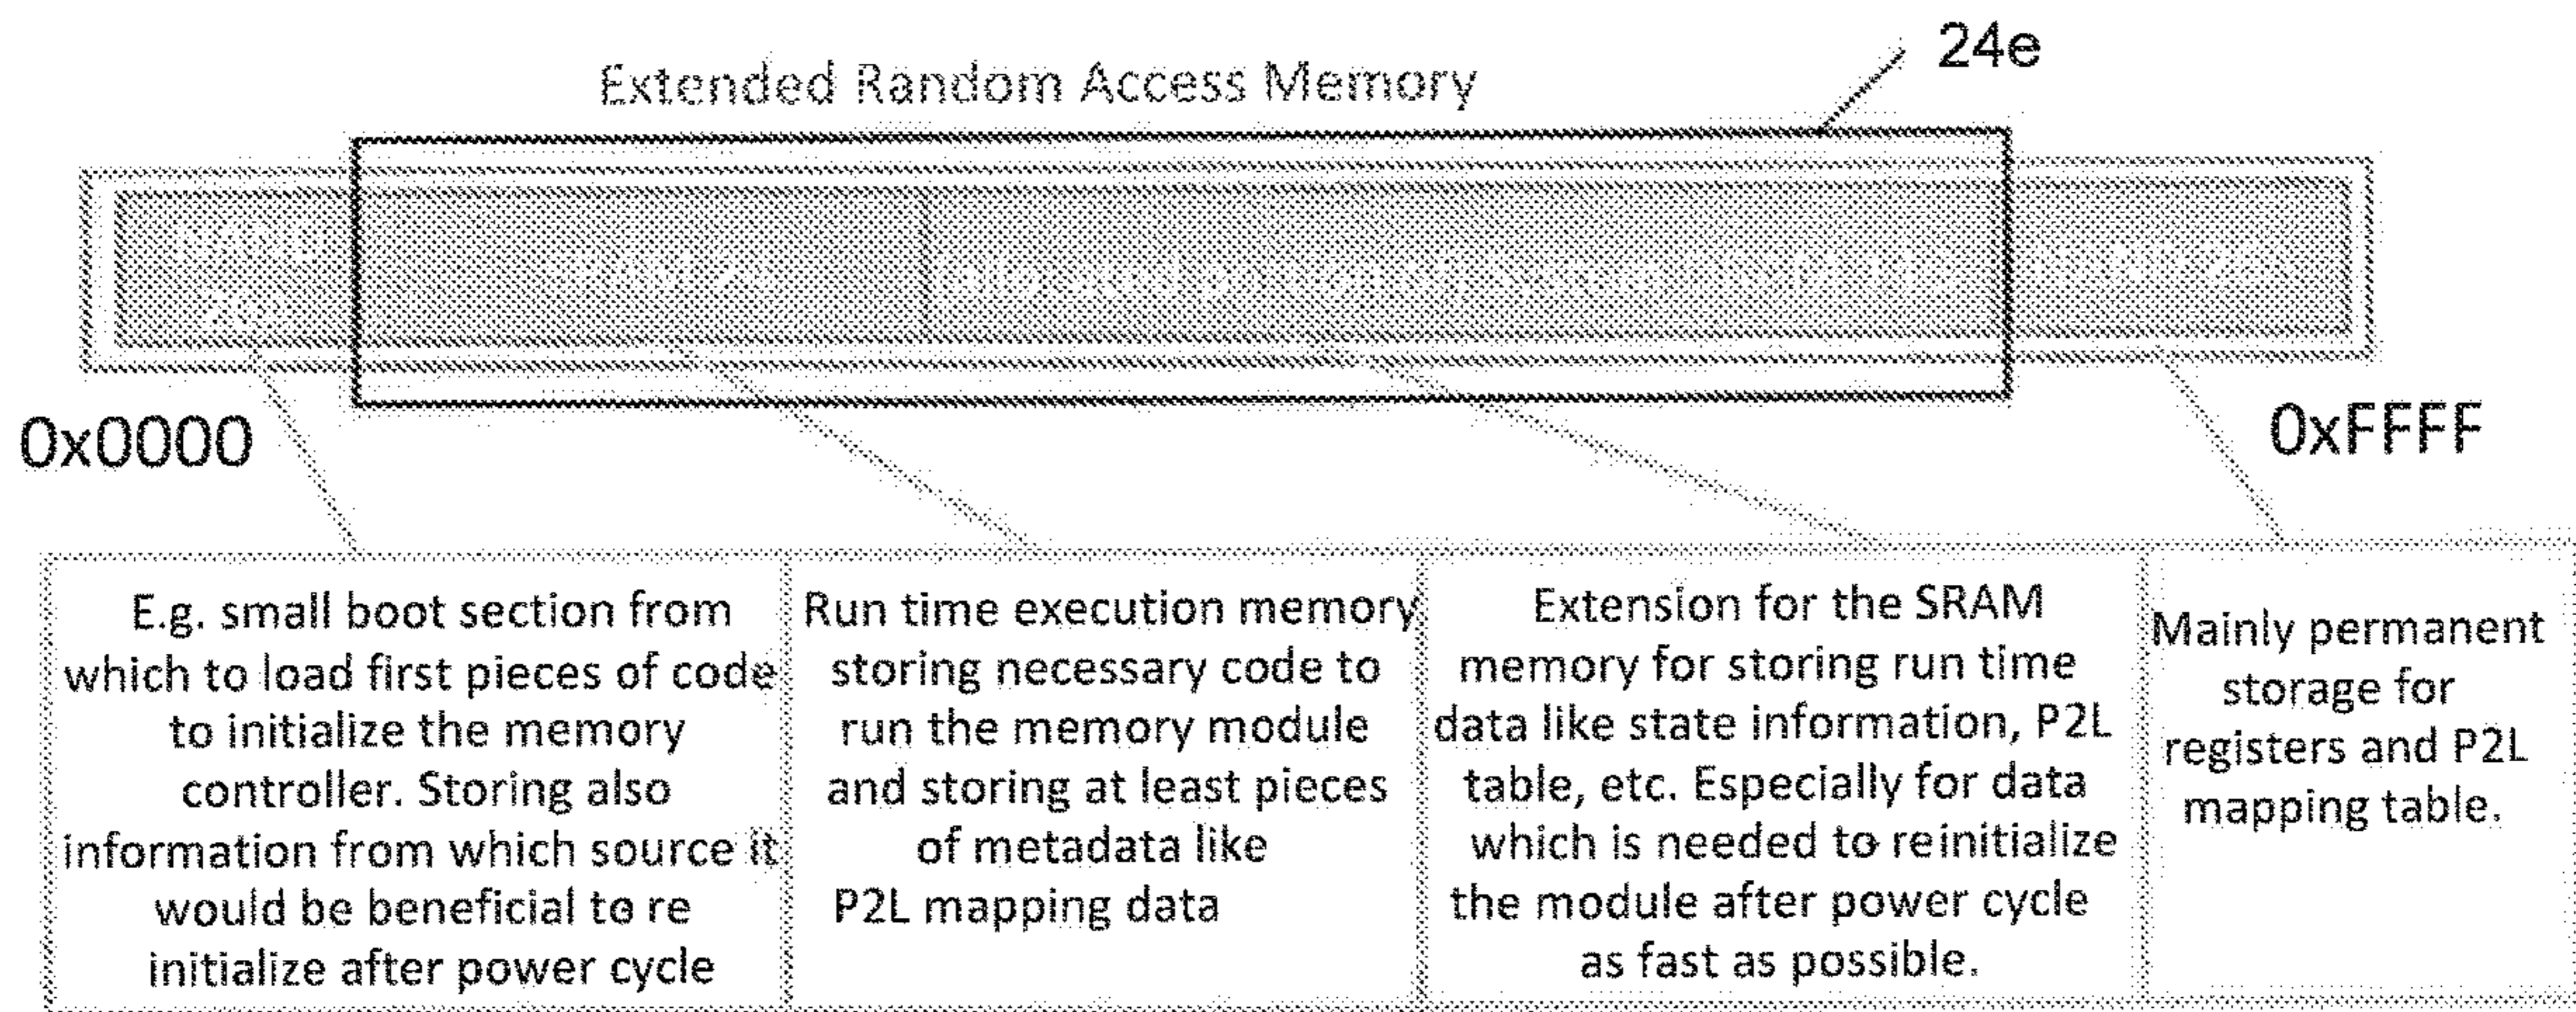 24e
Extended Random Access Memory
0x0000
0xFFFF
E.g. small boot section from
which to load first pieces of code
to initialize the memory
controller. Storing also
information from which source it
would be beneficial to re
initialize after power cycle
Run time execution memory
storing necessary code to
run the memory module
and storing at least pieces
of metadata like
P2L mapping data
Extension for the SRAM
memory for storing run time
data like state information, P2L
table, etc. Especially for data
which is needed to reinitialize
the module after power cycle
as fast as possible.
Mainly permanent
storage for
registers and P2L
mapping table.